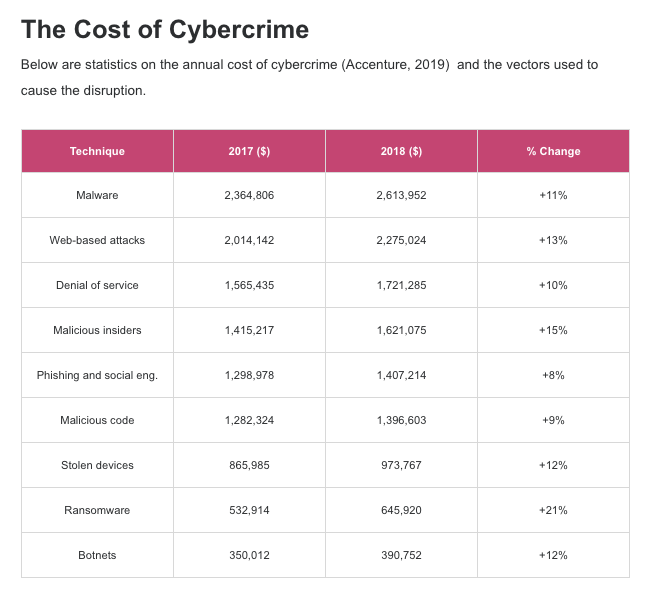 The Cost of Cybercrime
Below are statistics on the annual cost of cybercrime (Accenture, 2019)  and the vectors used to
cause the disruption.
Technique 2017 ($) 2018 ($) % Change
Malware 2,364,806 2,613,952 +11%
Web-based attacks 2,014,142 2,275,024 +13%
Denial of service 1,565,435 1,721,285 +10%
Malicious insiders 1,415,217 1,621,075 +15%
Phishing and social eng. 1,298,978 1,407,214 +8%
Malicious code 1,282,324 1,396,603 +9%
Stolen devices 865,985 973,767 +12%
Ransomware 532,914 645,920 +21%
Botnets 350,012 390,752 +12%